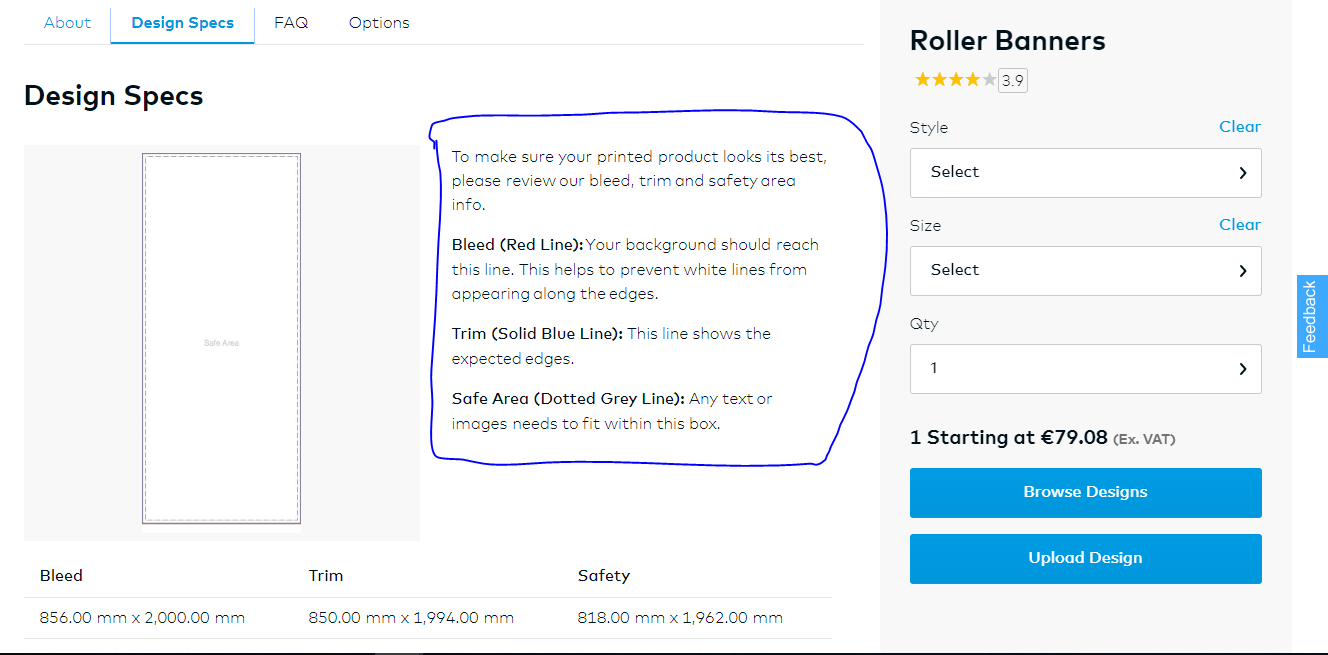 About Design Specs FAQ Options
Design Specs
Safe Area
To make sure your printed product looks its best,
please review our bleed, trim and safety area
info.
Bleed (Red Line): Your background should reach
this line. This helps to prevent white lines from
appearing along the edges.
Trim (Solid Blue Line): This line shows the
expected edges.
Safe Area (Dotted Grey Line): Any text or
images needs to fit within this box.
Bleed Trim Safety
856.00 mm x 2,000.00 mm 850.00 mm x 1,994.00 mm 818.00 mm x 1,962.00 mm
Roller Banners
3.9
Style Clear
Select
Size Clear
Select
Qty
1
1 Starting at €79.08 (Ex. VAT)
Browse Designs
Upload Design
Feedback